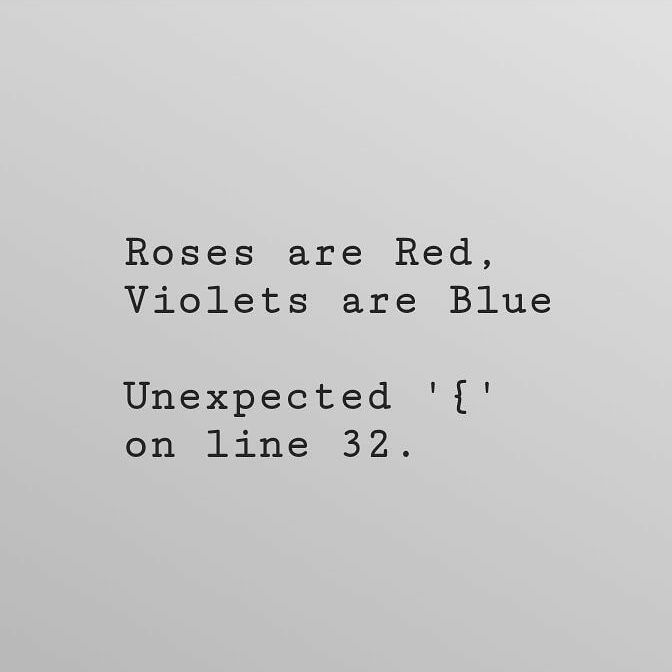 Roses are Red,
Violets are Blue
Unexpected '{'
on line 32.